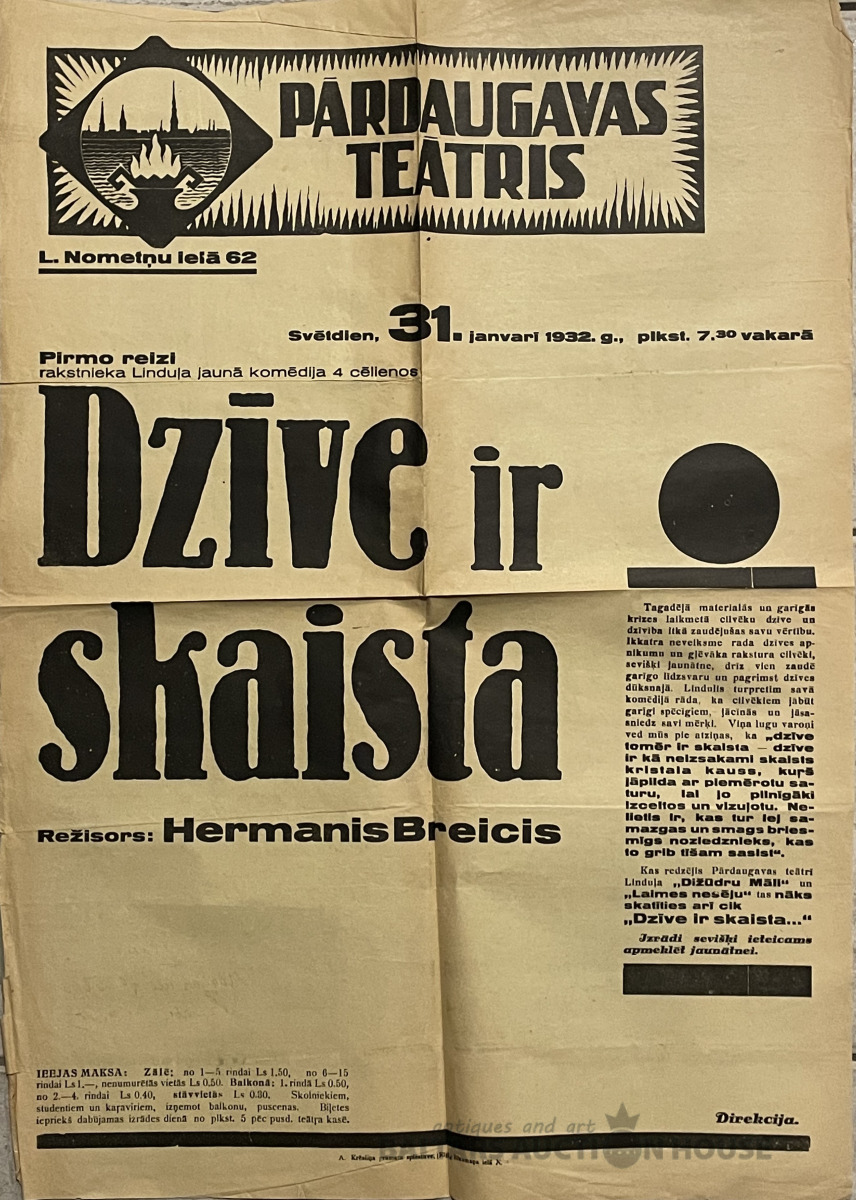 PĀRDAUGAVAS
TEĀTRIS
L. Nometņu ielā 62
Svētdien, 31. janvarī 1932. g., plkst. 7.30 vakarā
Pirmo reizi
rakstnieka Linduļa jaunā komēdija 4 cēlienos
Dzīve ir
skaista
Režisors: Hermanis Breicis
Tagadējā materialās un garīgās
krizes laikmetā cilvēku dzīve un
dzīvība likā zaudējušas savu vērtību.
Ikkatra neveiksme rada dzīves ap-
nikumu un gļēvāka rakstura cilvēki,
sevišķi jaunatne, drīz vien zaudē
garīgo līdzsvaru un pagrimst dzīves
dūksnajā. Lindulis turpretim savā
komēdijā rāda, ka cilvēkiem jābūt
garīgi spēcīgiem, jācīnās un jāsa-
sniedz savi mērķi. Viņa lugu varoņi
ved mūs pie atziņas, ka „dzīve
tomēr ir skaista — dzīve
ir kā neizsakami skaists
kristala kauss, kurš
jāpilda ar piemērotu sa-
turu, lai jo pilnīgāki
izceltos un vizuļotu. Ne-
lietis ir, kas tur lej sa-
mazgas un smags bries-
mīgs noziedznieks, kas
to grib tīšam sasist“.
Kas redzējis Pārdaugavas teātrī
Linduļa „Dižūdru Māli“ un
„Laimes nesēju“ tas nāks
skatīties arī cik
„Dzīve ir skaista...“
Izrādi sevišķi ieteicams
apmeklēt jaunatnei.
IEEJAS MAKSA: Zālē: no 1—5 rindai Ls 1.50, no 6—15
rindai Ls 1.—, nenumurētās vietās Ls 0.50. Balkonā: 1. rindā Ls 0.50,
no 2.—4. rindai Ls 0.40, stāvvietās Ls 0.30. Skolniekiem,
studentiem un kaŗavīriem, izņemot balkonu, puscenas. Biļetes
iepriekš dabūjamas izrādes dienā no plkst. 5 pēc pusd. teātŗa kasē.
Direkcija.
antiques and art
AUCTION HOUSE